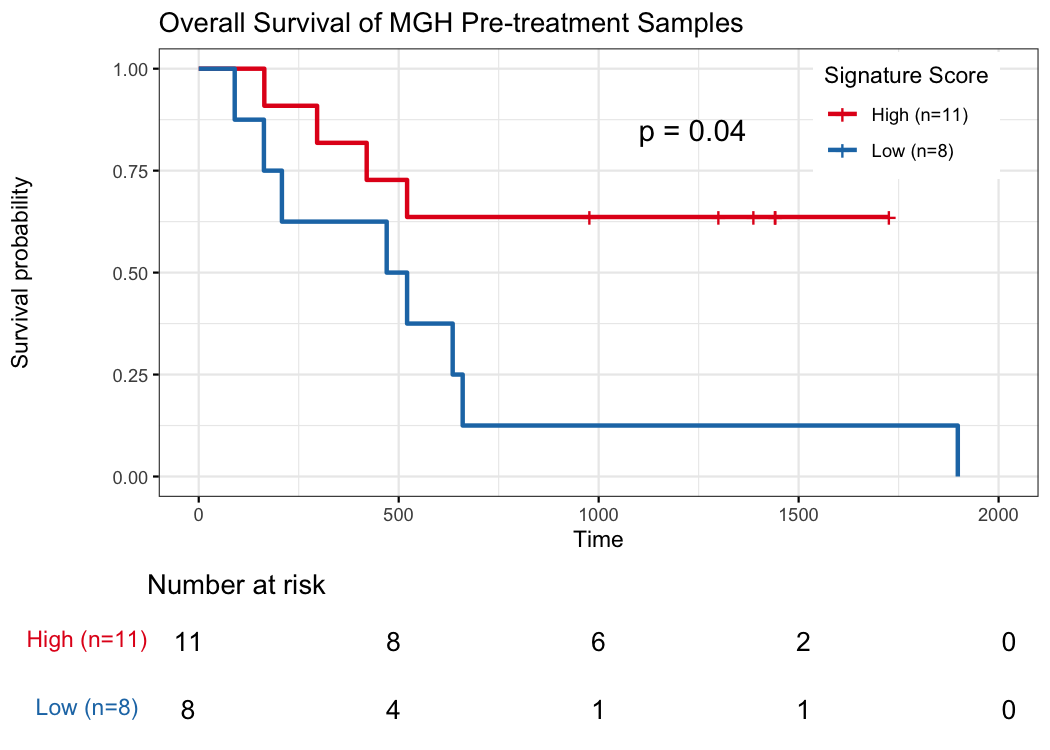 Overall Survival of MGH Pre-treatment Samples
Survival probability
1.00
0.75
0.50
0.25
0.00
p = 0.04
Signature Score
High (n=11)
Low (n=8)
0 500 1000 1500 2000
Time
Number at risk
High (n=11) 11 8 6 2 0
Low (n=8) 8 4 1 1 0